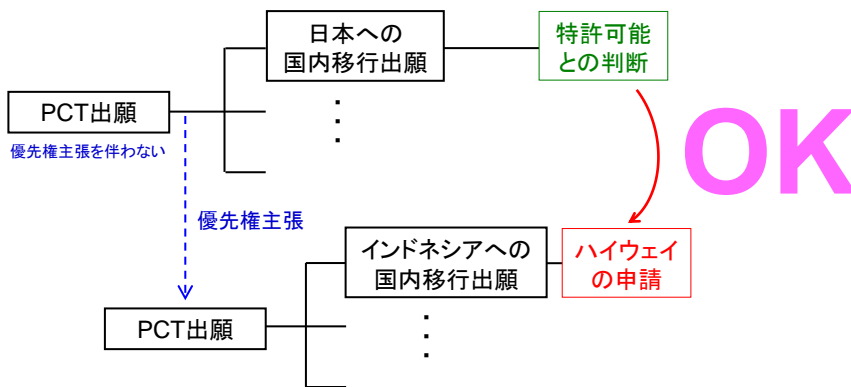 日本への
国内移行出願
特許可能
との判断
PCT出願
優先権主張を伴わない
OK
優先権主張
インドネシアへの
国内移行出願
ハイウェイ
の申請
PCT出願